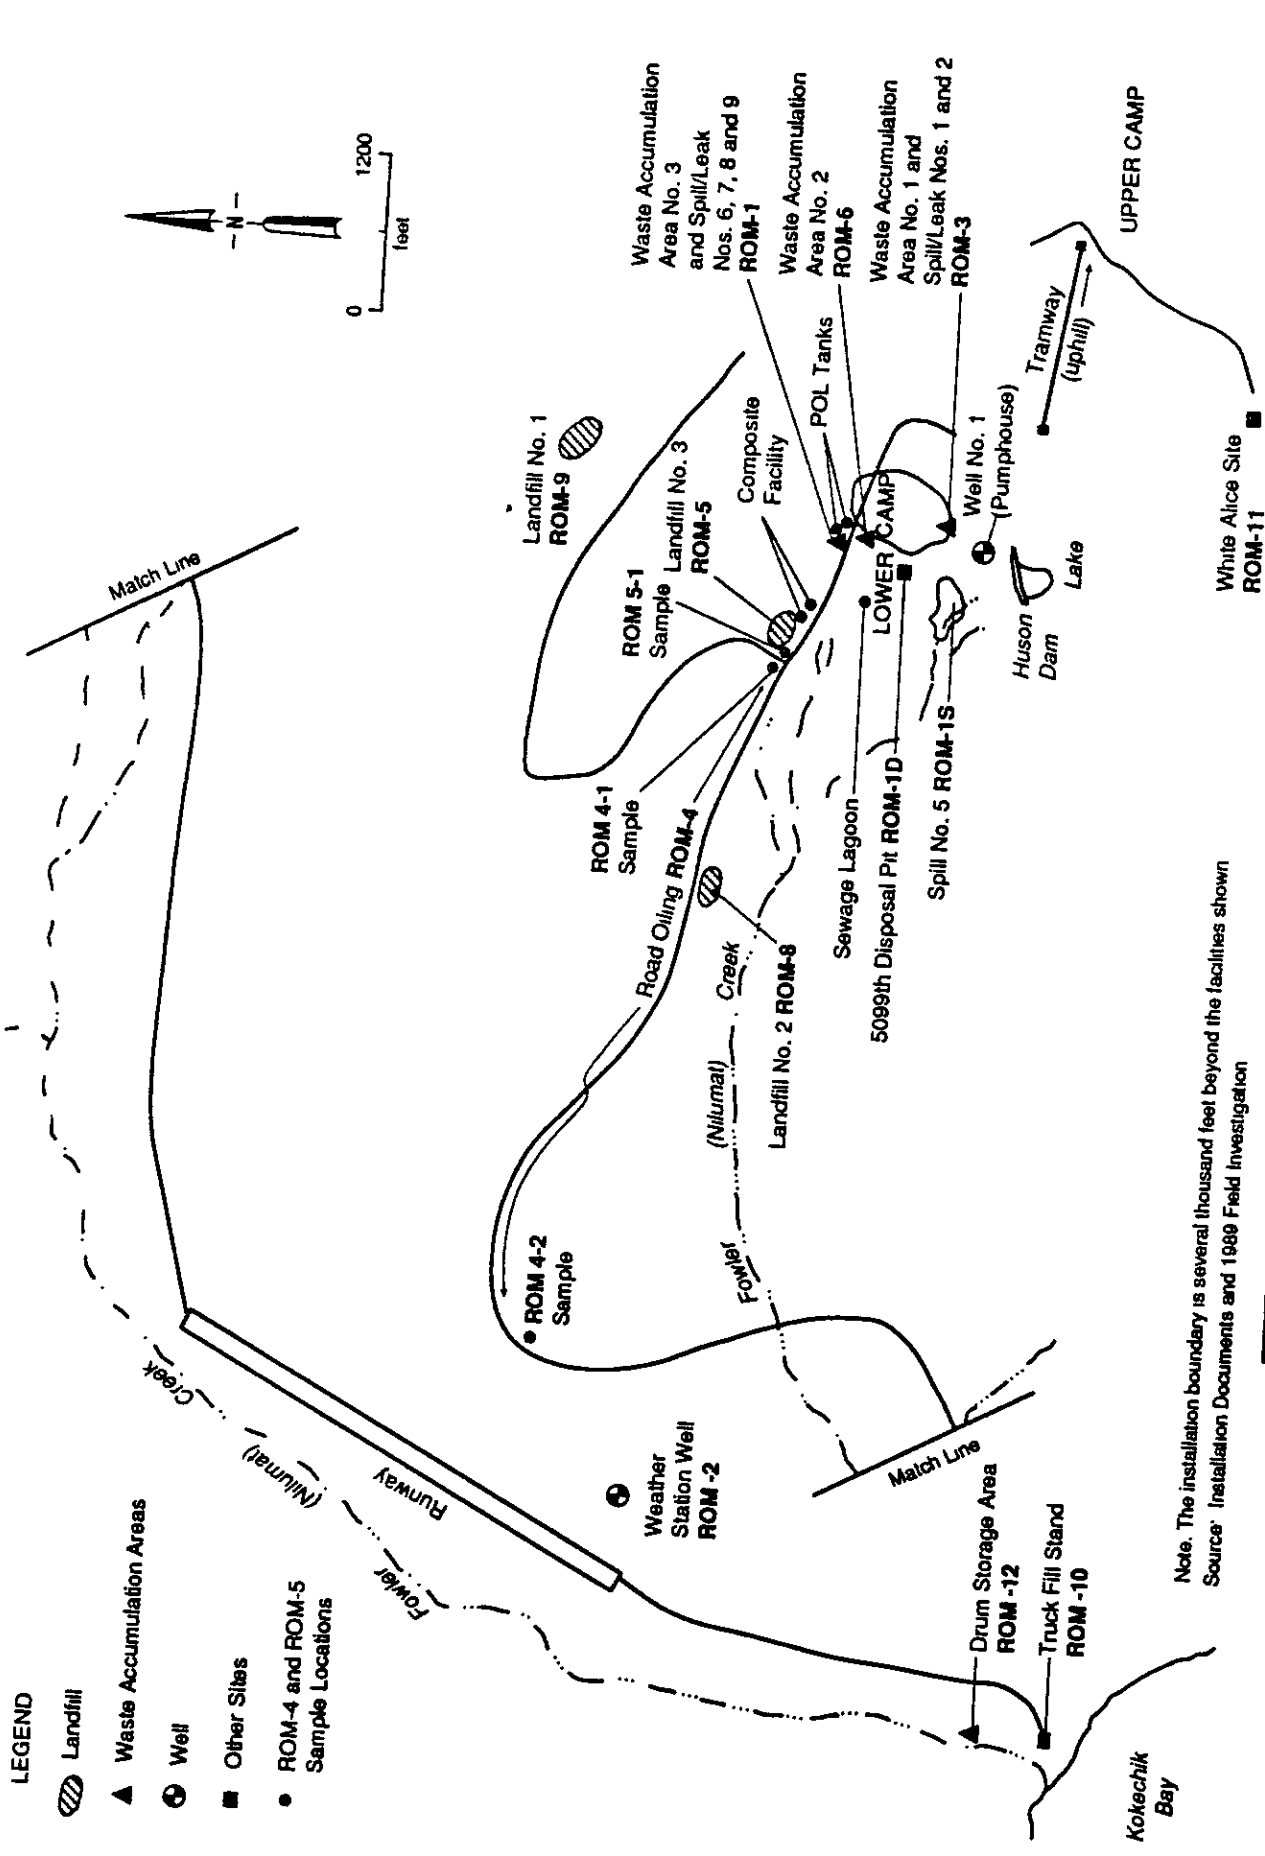 LEGEND
Landfill
Waste Accumulation Areas
Well
Other Sites
ROM-4 and ROM-5
Sample Locations
Match Line
N
0
1200
feet
Creek
(Nilumat)
Fowler
Runway
Weather
Station Well
ROM -2
Drum Storage Area
ROM -12
Truck Fill Stand
ROM -10
Kokechik
Bay
Match Line
ROM 4-2
Sample
Road Oiling ROM-4
ROM 4-1
Sample
ROM 5-1
Sample
Landfill No. 1
ROM-9
Landfill No. 3
ROM-5
Composite
Facility
POL Tanks
Waste Accumulation
Area No. 3
and Spill/Leak
Nos. 6, 7, 8 and 9
ROM-1
Waste Accumulation
Area No. 2
ROM-6
Waste Accumulation
Area No. 1 and
Spill/Leak Nos. 1 and 2
ROM-3
Fowler
(Nilumat)
Creek
Landfill No. 2 ROM-8
Sewage Lagoon
5099th Disposal Pit ROM-1D
Spill No. 5 ROM-1S
LOWER CAMP
Well No. 1
(Pumphouse)
Huson
Dam
Lake
Tramway
(uphill)
UPPER CAMP
White Alice Site
ROM-11
Note. The installation boundary is several thousand feet beyond the facilities shown
Source: Installation Documents and 1989 Field Investigation